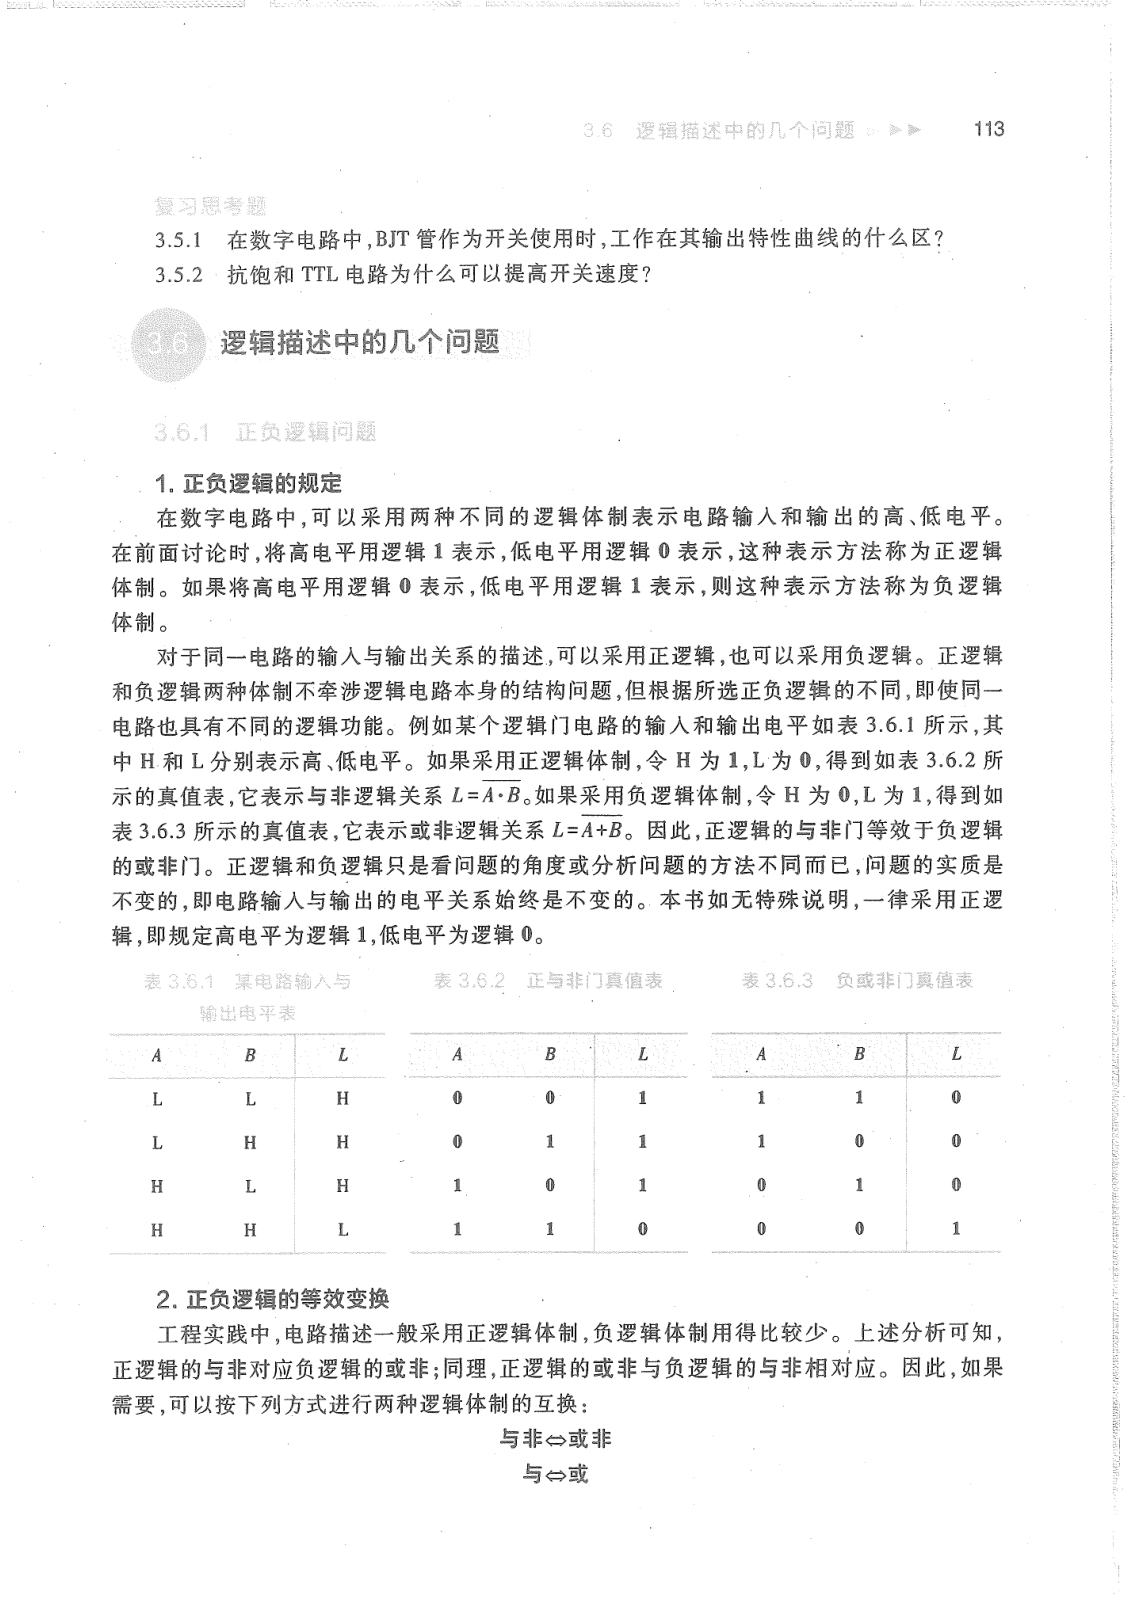 3.6 逻辑描述中的几个问题 ▷▶▶ 113
复习思考题
3.5.1 在数字电路中,BJT 管作为开关使用时,工作在其输出特性曲线的什么区?
3.5.2 抗饱和 TTL 电路为什么可以提高开关速度?
3.6 逻辑描述中的几个问题
3.6.1 正负逻辑问题
1. 正负逻辑的规定
在数字电路中,可以采用两种不同的逻辑体制表示电路输入和输出的高、低电平。
在前面讨论时,将高电平用逻辑 1 表示,低电平用逻辑 0 表示,这种表示方法称为正逻辑
体制。如果将高电平用逻辑 0 表示,低电平用逻辑 1 表示,则这种表示方法称为负逻辑
体制。
对于同一电路的输入与输出关系的描述,可以采用正逻辑,也可以采用负逻辑。正逻辑
和负逻辑两种体制不牵涉逻辑电路本身的结构问题,但根据所选正负逻辑的不同,即使同一
电路也具有不同的逻辑功能。例如某个逻辑门电路的输入和输出电平如表 3.6.1 所示,其
中 H 和 L 分别表示高、低电平。如果采用正逻辑体制,令 H 为 1,L 为 0,得到如表 3.6.2 所
示的真值表,它表示与非逻辑关系 L=\overline{A·B}。如果采用负逻辑体制,令 H 为 0,L 为 1,得到如
表 3.6.3 所示的真值表,它表示或非逻辑关系 L=\overline{A+B}。因此,正逻辑的与非门等效于负逻辑
的或非门。正逻辑和负逻辑只是看问题的角度或分析问题的方法不同而已,问题的实质是
不变的,即电路输入与输出的电平关系始终是不变的。本书如无特殊说明,一律采用正逻
辑,即规定高电平为逻辑 1,低电平为逻辑 0。
表 3.6.1 某电路输入与
输出电平表
A B L
L L H
L H H
H L H
H H L
表 3.6.2 正与非门真值表
A B L
0 0 1
0 1 1
1 0 1
1 1 0
表 3.6.3 负或非门真值表
A B L
1 1 0
1 0 0
0 1 0
0 0 1
2. 正负逻辑的等效变换
工程实践中,电路描述一般采用正逻辑体制,负逻辑体制用得比较少。上述分析可知,
正逻辑的与非对应负逻辑的或非;同理,正逻辑的或非与负逻辑的与非相对应。因此,如果
需要,可以按下列方式进行两种逻辑体制的互换:
与非⇔或非
与⇔或